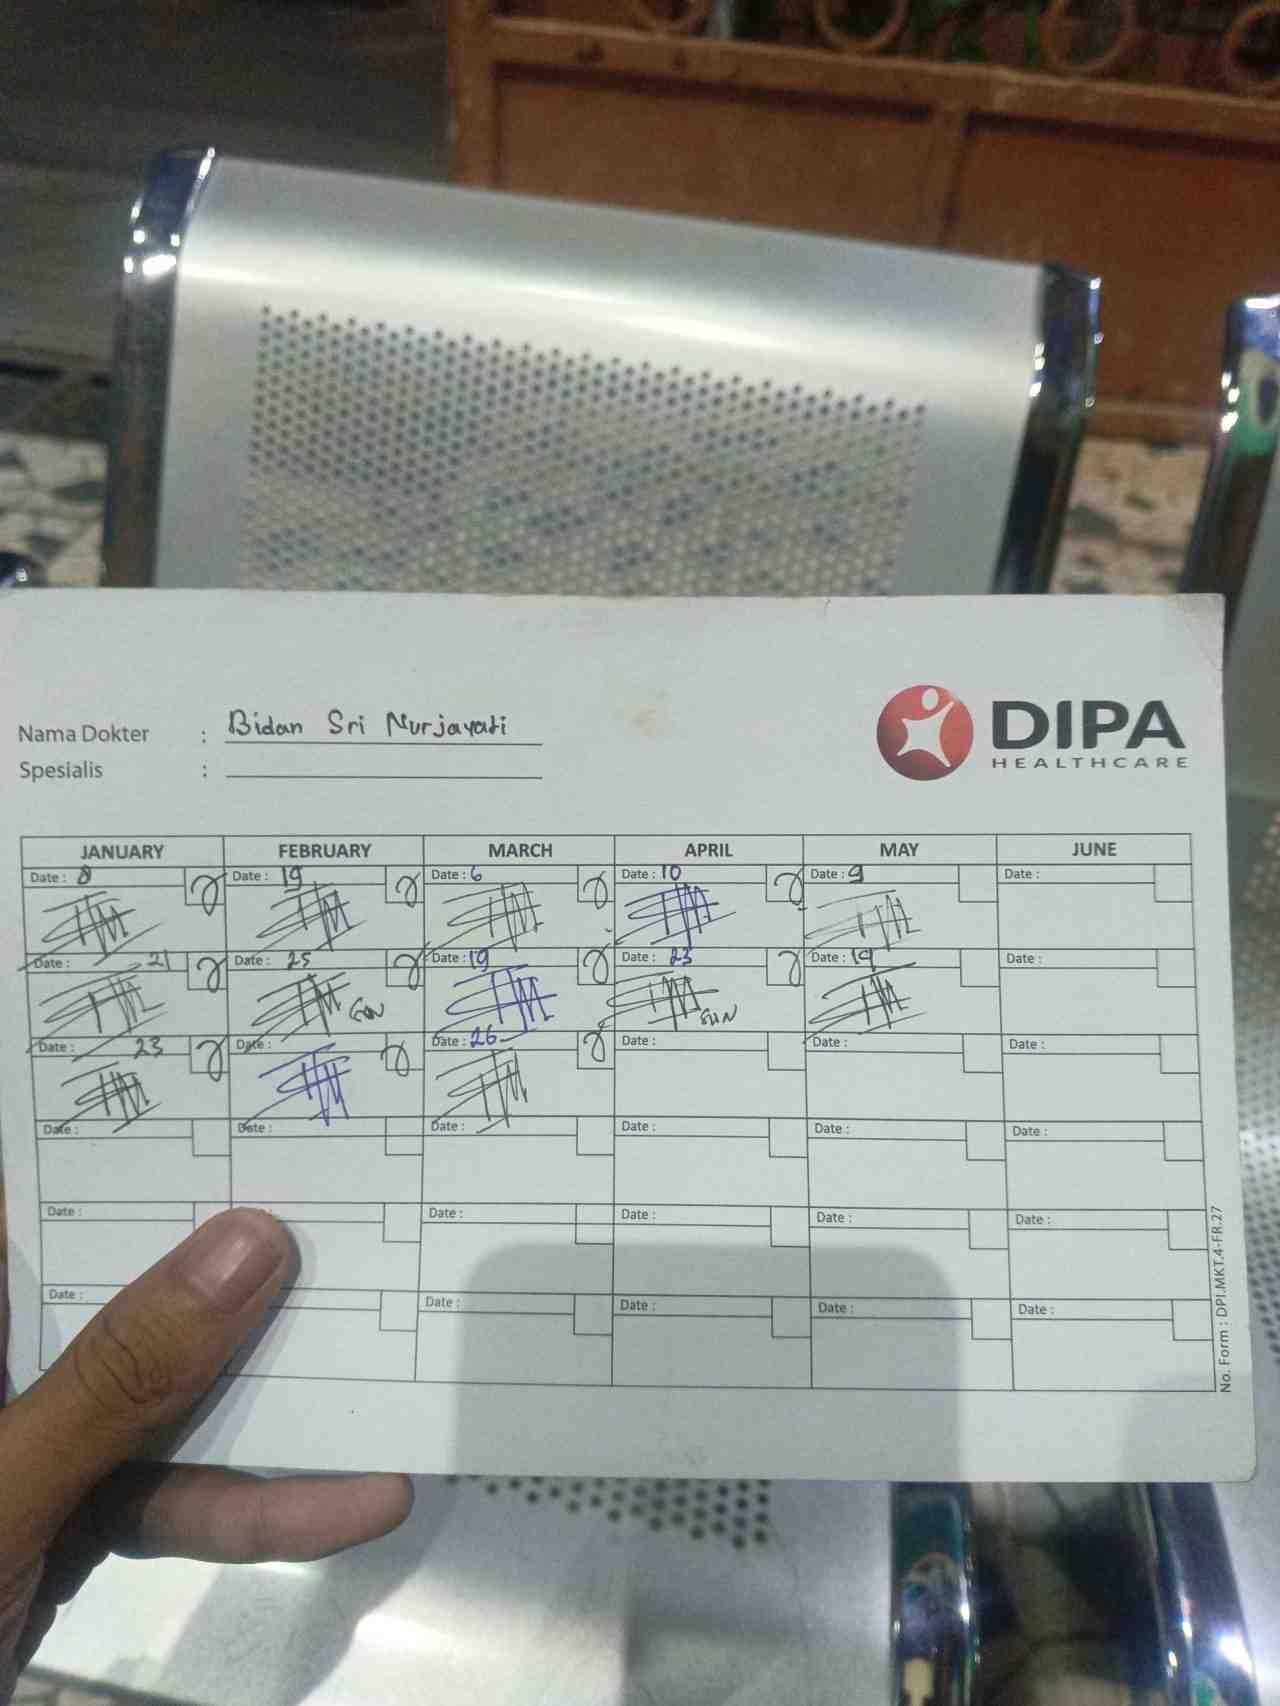 Nama Dokter : Bidan Sri Nurjayati
Spesialis :
DIPA
HEALTHCARE
JANUARY FEBRUARY MARCH APRIL MAY JUNE
Date : 8 Date : 19 Date : 6 Date : 10 Date : 9 Date :
Date : 21 Date : 25 Date : 19 Date : 23 Date : 14 Date :
Date : 23 Date : Date : 26 Date : Date : Date :
Date : Date : Date : Date : Date : Date :
Date : Date : Date : Date : Date :
Date : Date : Date : Date : Date :
No. Form : DPI.MKT.4-FR.27